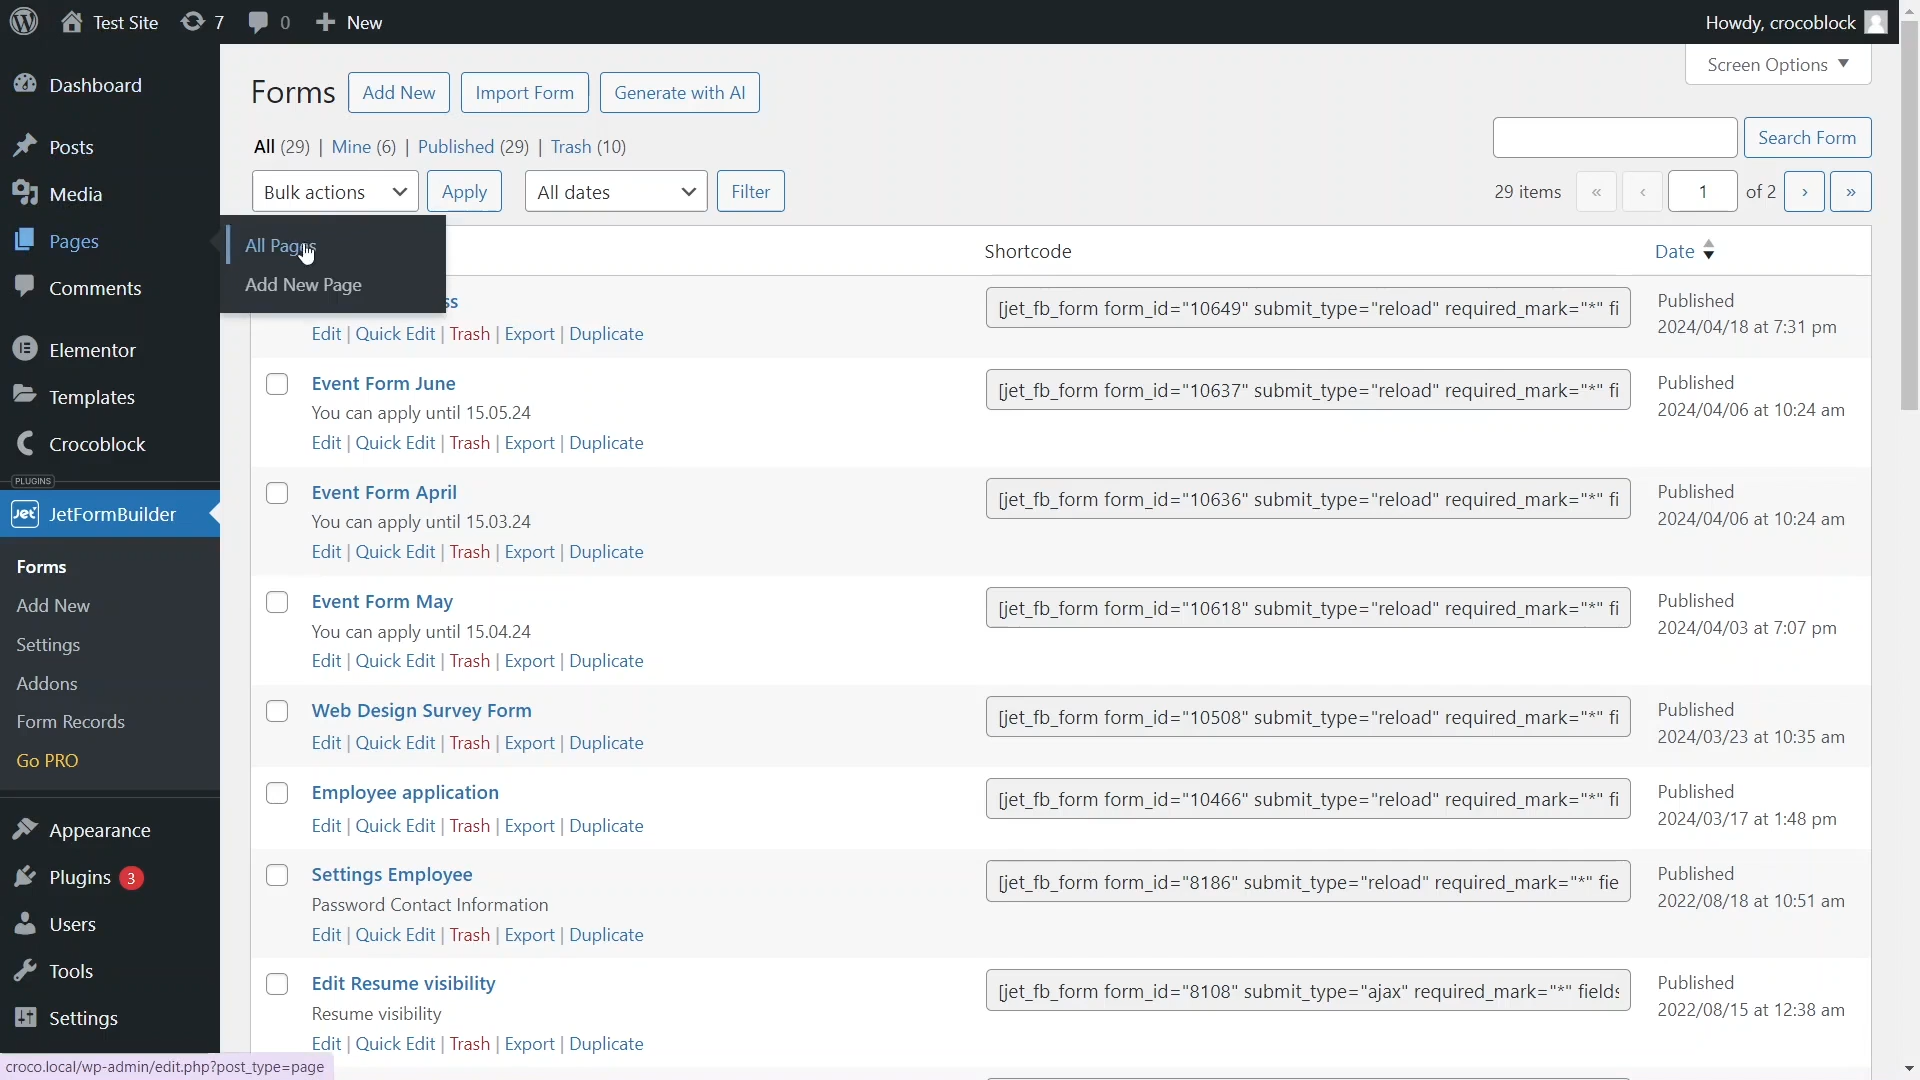 Test Site 7 0 New Howdy, crocoblock
Screen Options
Dashboard
Posts
Media
Pages
All Pages
Add New Page
Comments
Elementor
Templates
Crocoblock
PLUGINS
Jet JetFormBuilder
Forms
Add New
Settings
Addons
Form Records
Go PRO
Appearance
Plugins 3
Users
Tools
Settings
croco.local/wp-admin/edit.php?post_type=page
Forms Add New Import Form Generate with AI
All (29) | Mine (6) | Published (29) | Trash (10)
Search Form
Bulk actions Apply All dates Filter
29 items « ‹ 1 of 2 › »
Shortcode Date
ss
Edit | Quick Edit | Trash | Export | Duplicate
[jet_fb_form form_id="10649" submit_type="reload" required_mark="*" fi
Published
2024/04/18 at 7:31 pm
Event Form June
You can apply until 15.05.24
Edit | Quick Edit | Trash | Export | Duplicate
[jet_fb_form form_id="10637" submit_type="reload" required_mark="*" fi
Published
2024/04/06 at 10:24 am
Event Form April
You can apply until 15.03.24
Edit | Quick Edit | Trash | Export | Duplicate
[jet_fb_form form_id="10636" submit_type="reload" required_mark="*" fi
Published
2024/04/06 at 10:24 am
Event Form May
You can apply until 15.04.24
Edit | Quick Edit | Trash | Export | Duplicate
[jet_fb_form form_id="10618" submit_type="reload" required_mark="*" fi
Published
2024/04/03 at 7:07 pm
Web Design Survey Form
Edit | Quick Edit | Trash | Export | Duplicate
[jet_fb_form form_id="10508" submit_type="reload" required_mark="*" fi
Published
2024/03/23 at 10:35 am
Employee application
Edit | Quick Edit | Trash | Export | Duplicate
[jet_fb_form form_id="10466" submit_type="reload" required_mark="*" fi
Published
2024/03/17 at 1:48 pm
Settings Employee
Password Contact Information
Edit | Quick Edit | Trash | Export | Duplicate
[jet_fb_form form_id="8186" submit_type="reload" required_mark="*" fie
Published
2022/08/18 at 10:51 am
Edit Resume visibility
Resume visibility
Edit | Quick Edit | Trash | Export | Duplicate
[jet_fb_form form_id="8108" submit_type="ajax" required_mark="*" fields
Published
2022/08/15 at 12:38 am